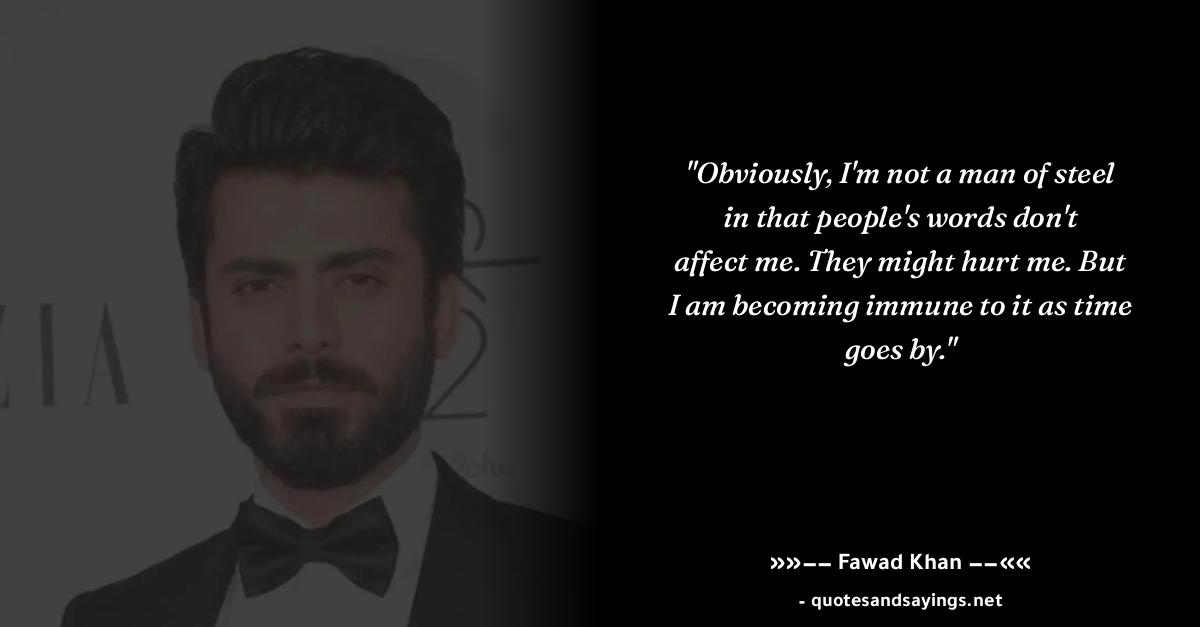 "Obviously, I'm not a man of steel
in that people's words don't
affect me. They might hurt me. But
I am becoming immune to it as time
goes by."
»»–– Fawad Khan ––««
- quotesandsayings.net
ZIA